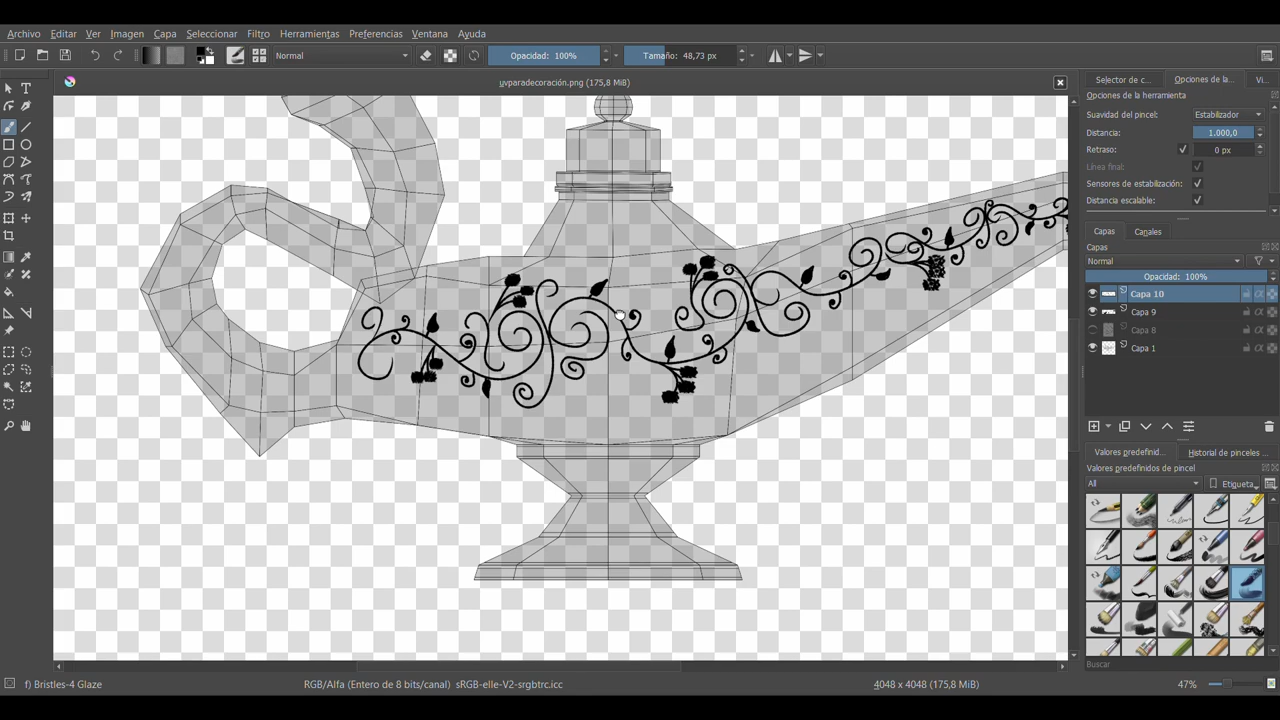 Archivo Editar Ver Imagen Capa Seleccionar Filtro Herramientas Preferencias Ventana Ayuda
Normal Opacidad: 100% Tamaño: 48,73 px
uvparadecoración.png (175,8 MiB)
Selector de c... Opciones de la... Vi...
Opciones de la herramienta
Suavidad del pincel: Estabilizador
Distancia: 1.000,0
Retraso: 0 px
Línea final:
Sensores de estabilización:
Distancia escalable:
Capas Canales
Capas
Normal
Opacidad: 100%
Capa 10
Capa 9
Capa 8
Capa 1
Valores predefinid... Historial de pinceles ...
Valores predefinidos de pincel
All Etiqueta
Buscar
f) Bristles-4 Glaze RGB/Alfa (Entero de 8 bits/canal) sRGB-elle-V2-srgbtrc.icc 4048 x 4048 (175,8 MiB) 47%